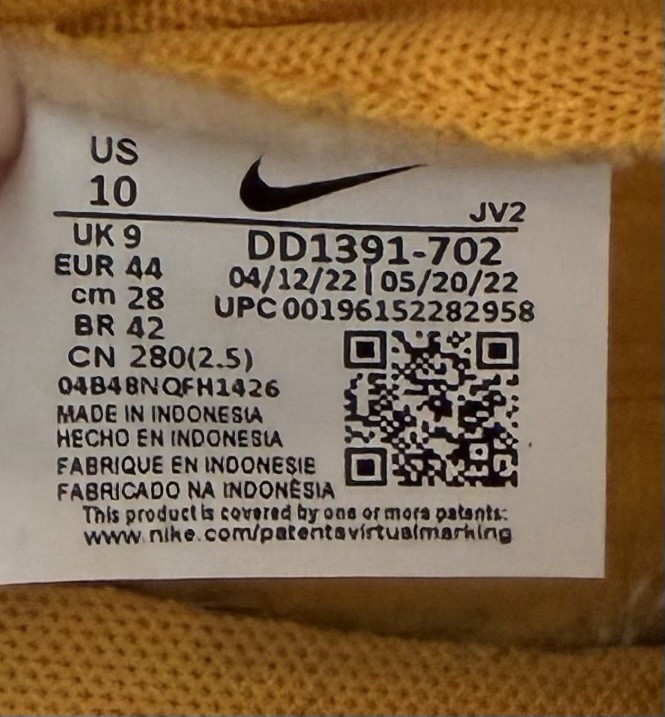 US
10
JV2
UK 9
EUR 44
cm 28
BR 42
CN 280(2.5)
DD1391-702
04/12/22 | 05/20/22
UPC 00196152282958
04B48NQFH1426
MADE IN INDONESIA
HECHO EN INDONESIA
FABRIQUE EN INDONESIE
FABRICADO NA INDONÉSIA
This product is covered by one or more patents:
www.nike.com/patentsvirtualmarking